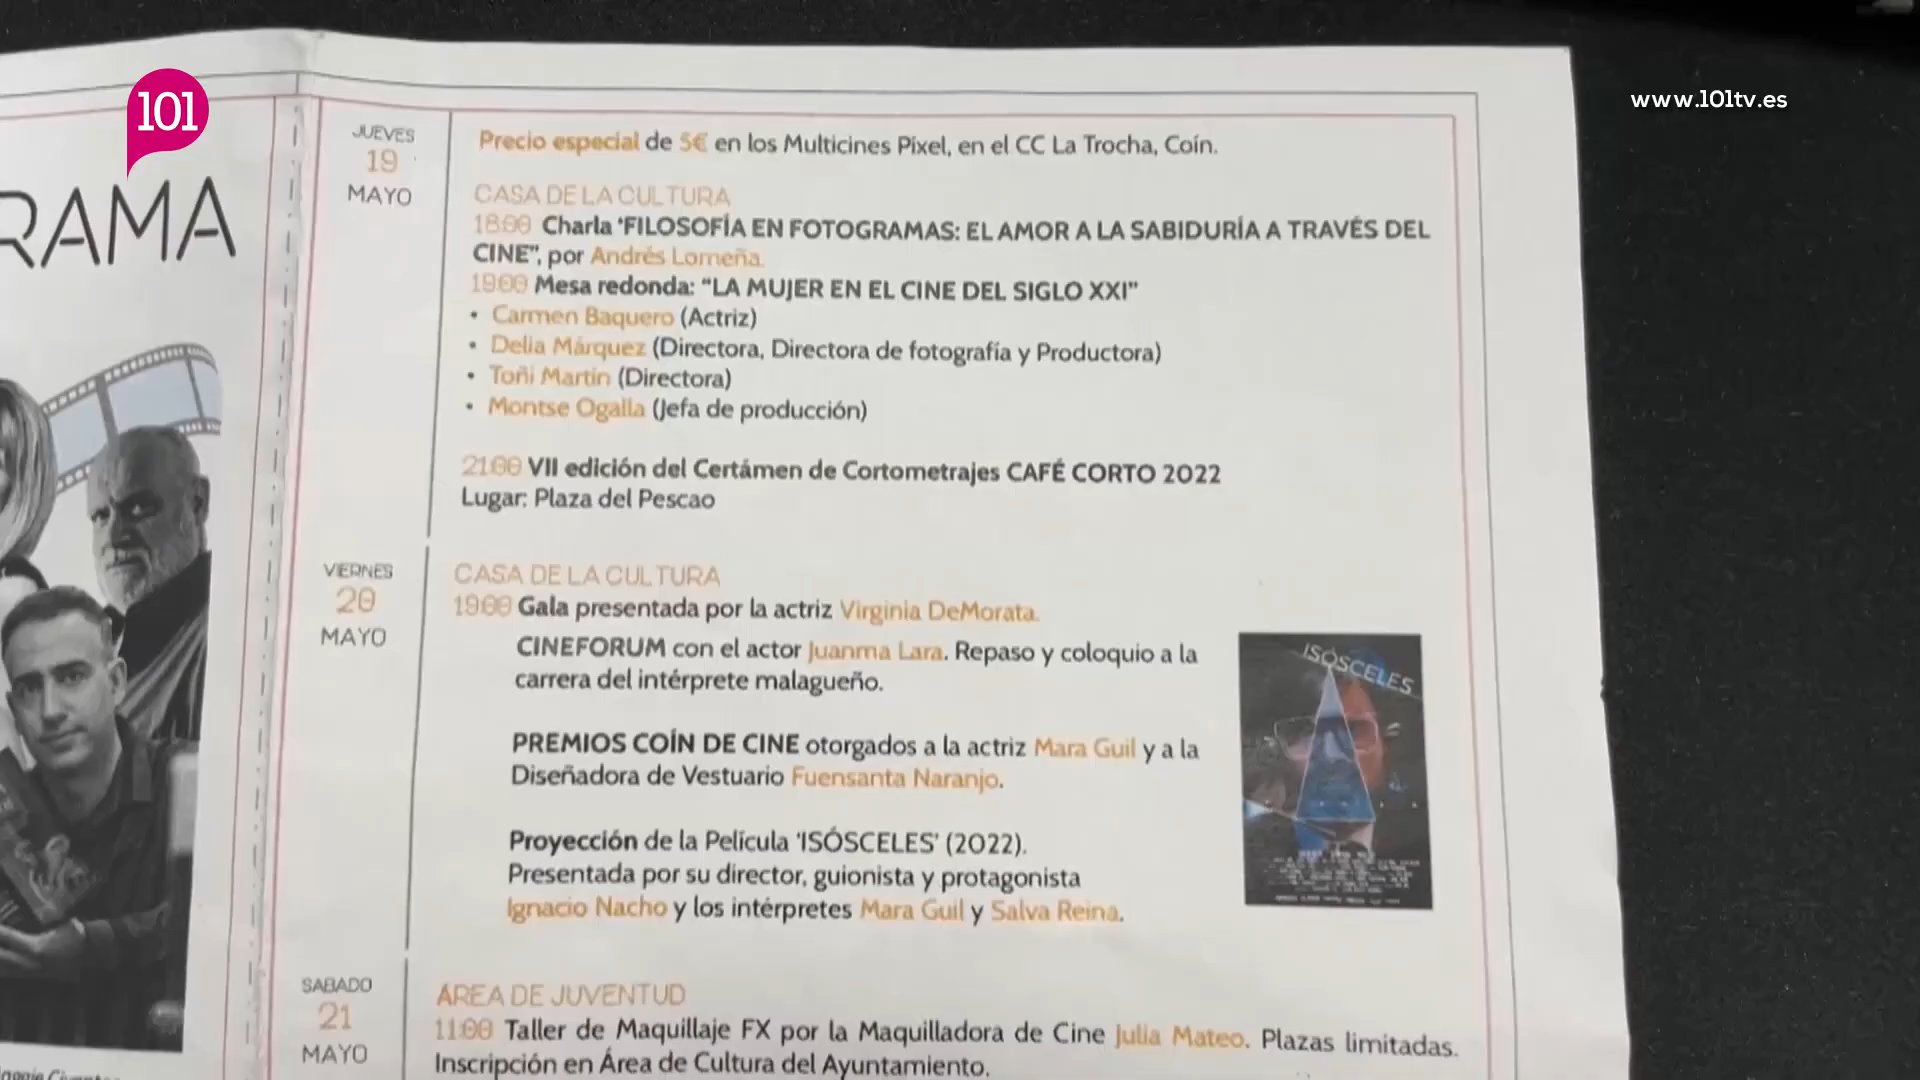 101
www.101tv.es
RAMA
JUEVES
19
MAYO
Precio especial de 5€ en los Multicines Pixel, en el CC La Trocha, Coín.
CASA DE LA CULTURA
18:00 Charla 'FILOSOFÍA EN FOTOGRAMAS: EL AMOR A LA SABIDURÍA A TRAVÉS DEL
CINE", por Andrés Lomeña.
19:00 Mesa redonda: "LA MUJER EN EL CINE DEL SIGLO XXI"
• Carmen Baquero (Actriz)
• Delia Márquez (Directora, Directora de fotografía y Productora)
• Toñi Martín (Directora)
• Montse Ogalla (Jefa de producción)
21:00 VII edición del Certámen de Cortometrajes CAFÉ CORTO 2022
Lugar: Plaza del Pescao
VIERNES
20
MAYO
CASA DE LA CULTURA
19:00 Gala presentada por la actriz Virginia DeMorata.
CINEFORUM con el actor Juanma Lara. Repaso y coloquio a la
carrera del intérprete malagueño.
PREMIOS COÍN DE CINE otorgados a la actriz Mara Guil y a la
Diseñadora de Vestuario Fuensanta Naranjo.
Proyección de la Película 'ISÓSCELES' (2022).
Presentada por su director, guionista y protagonista
Ignacio Nacho y los intérpretes Mara Guil y Salva Reina.
ISÓSCELES
SABADO
21
MAYO
ÁREA DE JUVENTUD
11:00 Taller de Maquillaje FX por la Maquilladora de Cine Julia Mateo. Plazas limitadas.
Inscripción en Área de Cultura del Ayuntamiento.